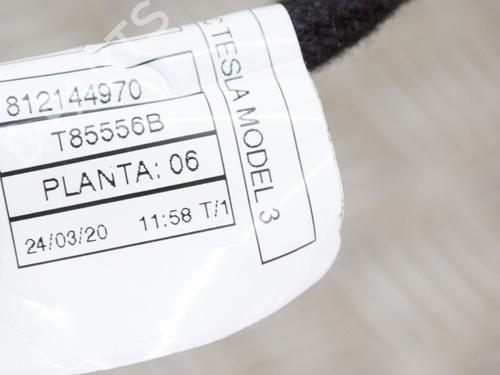 812144970
T85556B
PLANTA: 06
24/03/20 11:58 T/1
TESLA MODEL 3